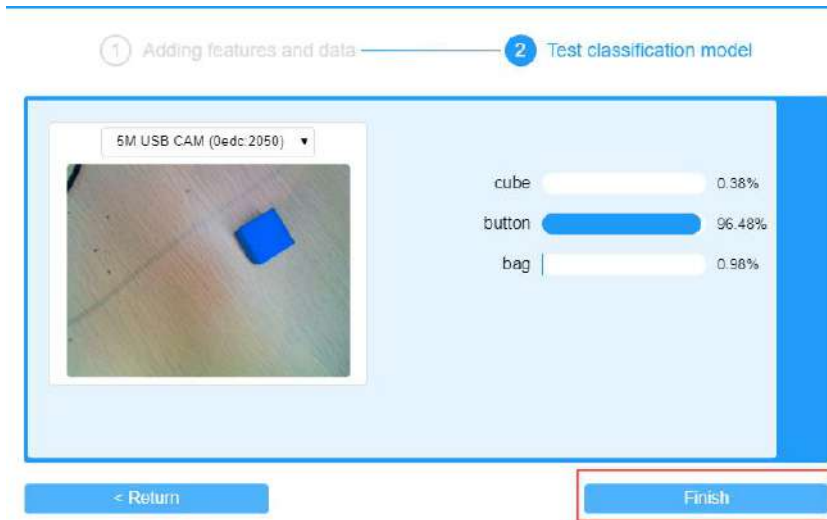 1 Adding features and data
2 Test classification model
5M USB CAM (0edc:2050)
cube 0.38%
button 96.48%
bag 0.98%
< Return
Finish